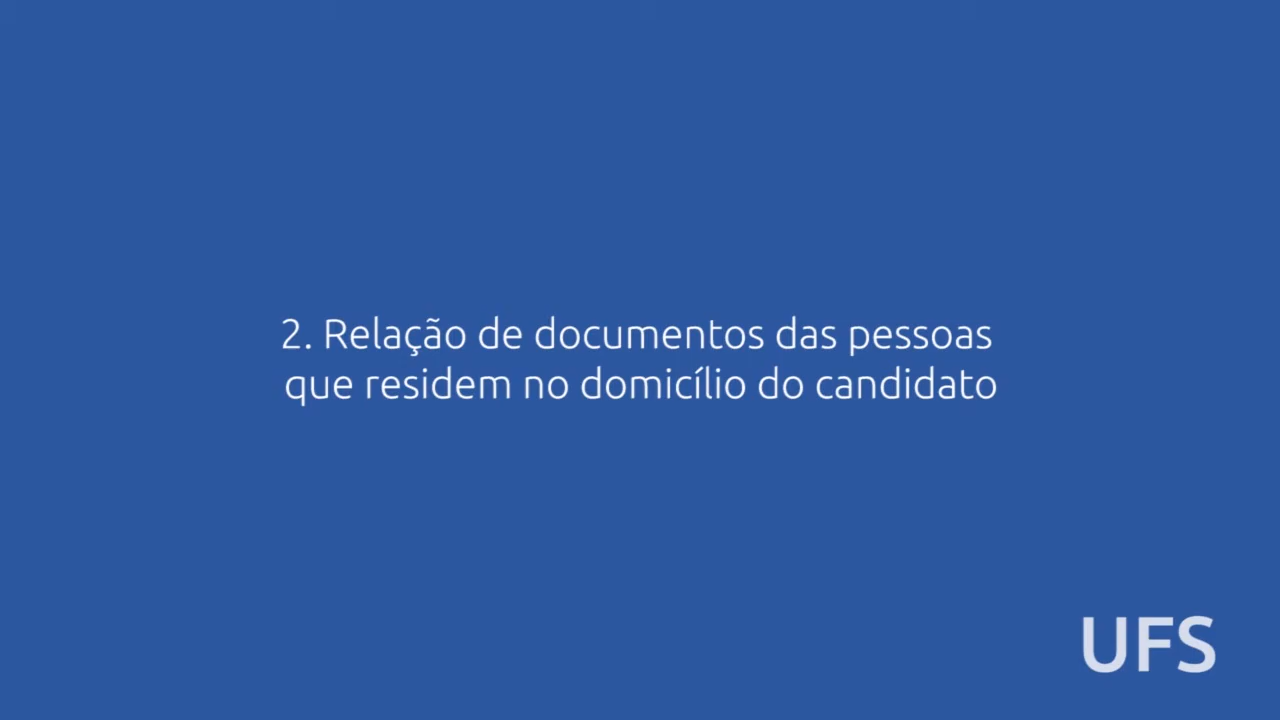 2. Relação de documentos das pessoas
que residem no domicílio do candidato
UFS